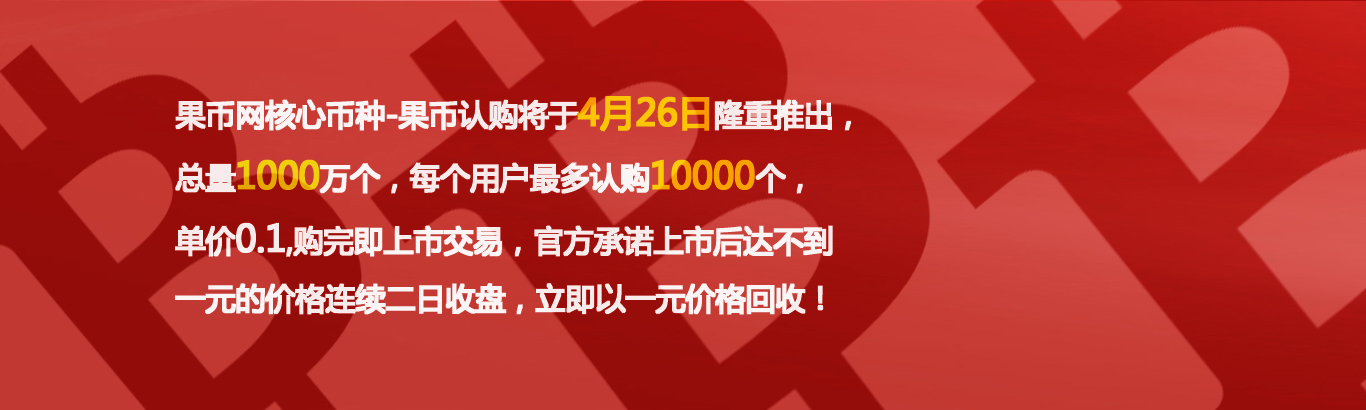 果币网核心币种-果币认购将于4月26日隆重推出，
总量1000万个，每个用户最多认购10000个，
单价0.1,购完即上市交易，官方承诺上市后达不到
一元的价格连续二日收盘，立即以一元价格回收！